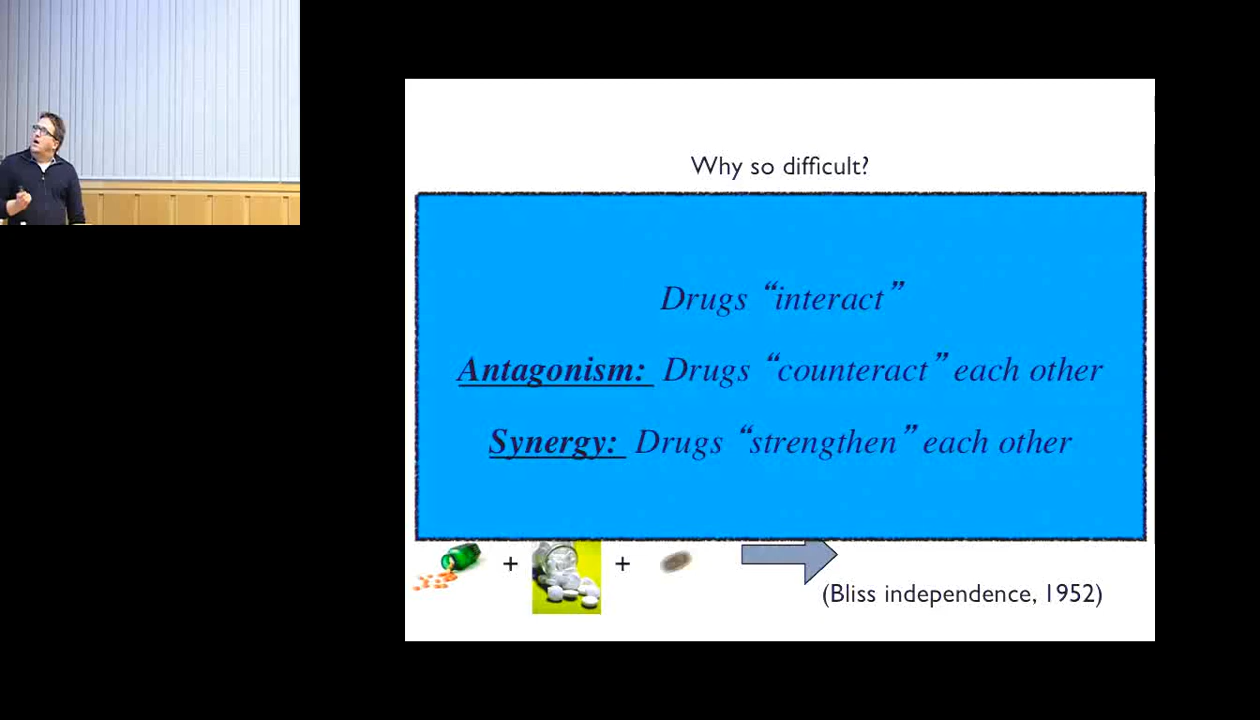 Why so difficult?
Drugs “interact”
Antagonism: Drugs “counteract” each other
Synergy: Drugs “strengthen” each other
+ +
(Bliss independence, 1952)